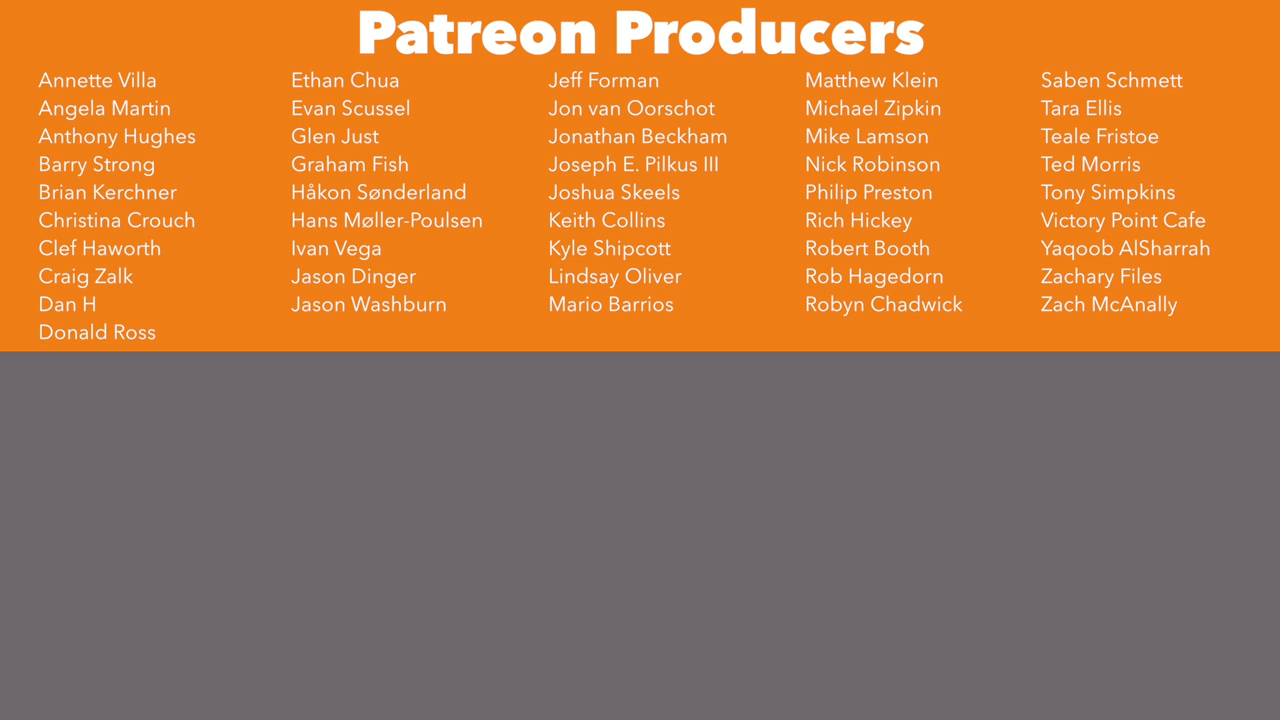 Patreon Producers
Annette Villa
Angela Martin
Anthony Hughes
Barry Strong
Brian Kerchner
Christina Crouch
Clef Haworth
Craig Zalk
Dan H
Donald Ross
Ethan Chua
Evan Scussel
Glen Just
Graham Fish
Håkon Sønderland
Hans Møller-Poulsen
Ivan Vega
Jason Dinger
Jason Washburn
Jeff Forman
Jon van Oorschot
Jonathan Beckham
Joseph E. Pilkus III
Joshua Skeels
Keith Collins
Kyle Shipcott
Lindsay Oliver
Mario Barrios
Matthew Klein
Michael Zipkin
Mike Lamson
Nick Robinson
Philip Preston
Rich Hickey
Robert Booth
Rob Hagedorn
Robyn Chadwick
Saben Schmett
Tara Ellis
Teale Fristoe
Ted Morris
Tony Simpkins
Victory Point Cafe
Yaqoob AlSharrah
Zachary Files
Zach McAnally